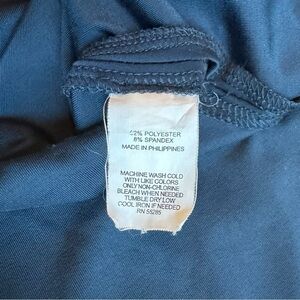 92% POLYESTER
8% SPANDEX
MADE IN PHILIPPINES
MACHINE WASH COLD
WITH LIKE COLORS
ONLY NON-CHLORINE
BLEACH WHEN NEEDED
TUMBLE DRY LOW
COOL IRON IF NEEDED
RN 55285